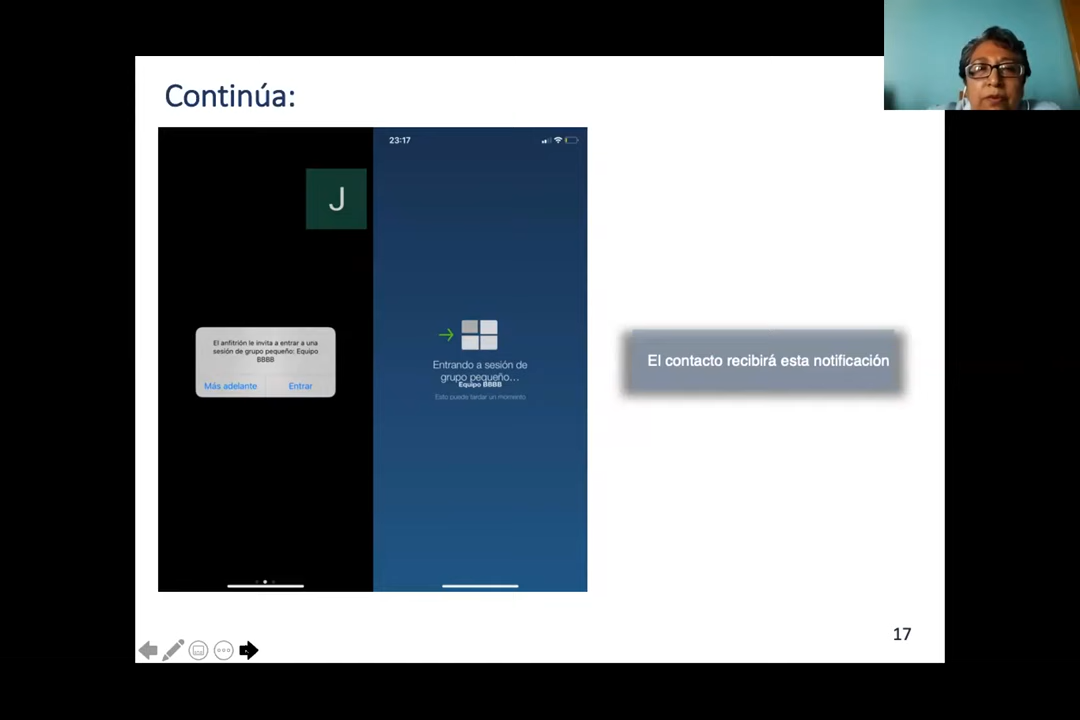 Continúa:
23:17
J
El anfitrión le invita a entrar a una
sesión de grupo pequeño: Equipo
BBBB
Más adelante
Entrar
Entrando a sesión de
grupo pequeño...
Equipo BBBB
Esto puede tardar un momento
El contacto recibirá esta notificación
17